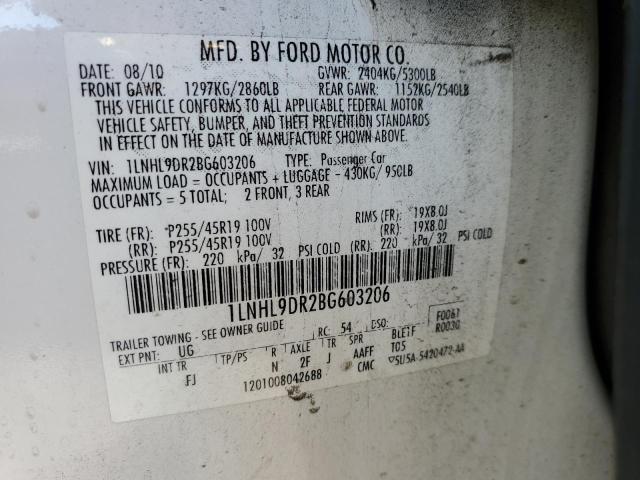 MFD. BY FORD MOTOR CO.
DATE: 08/10 GVWR: 2404KG/5300LB
FRONT GAWR: 1297KG/2860LB REAR GAWR: 1152KG/2540LB
THIS VEHICLE CONFORMS TO ALL APPLICABLE FEDERAL MOTOR
VEHICLE SAFETY, BUMPER, AND THEFT PREVENTION STANDARDS
IN EFFECT ON THE DATE OF MANUFACTURE SHOWN ABOVE.
VIN: 1LNHL9DR2BG603206 TYPE: Passenger Car
MAXIMUM LOAD = OCCUPANTS + LUGGAGE - 430KG/ 950LB
OCCUPANTS = 5 TOTAL; 2 FRONT, 3 REAR
TIRE (FR): P255/45R19 100V RIMS (FR): 19X8.0J
(RR): P255/45R19 100V (RR): 19X8.0J
PRESSURE (FR): 220 kPa/ 32 PSI COLD (RR): 220 kPa/ 32 PSI COLD
1LNHL9DR2BG603206
TRAILER TOWING - SEE OWNER GUIDE RC: 54 DSO: F0061
EXT PNT: UG R0030
INT TR TP/PS R AXLE TR SPR BLE1F
FJ N 2F J AAFF T05
1201008042688 CMC 5U5A-5420472-AA